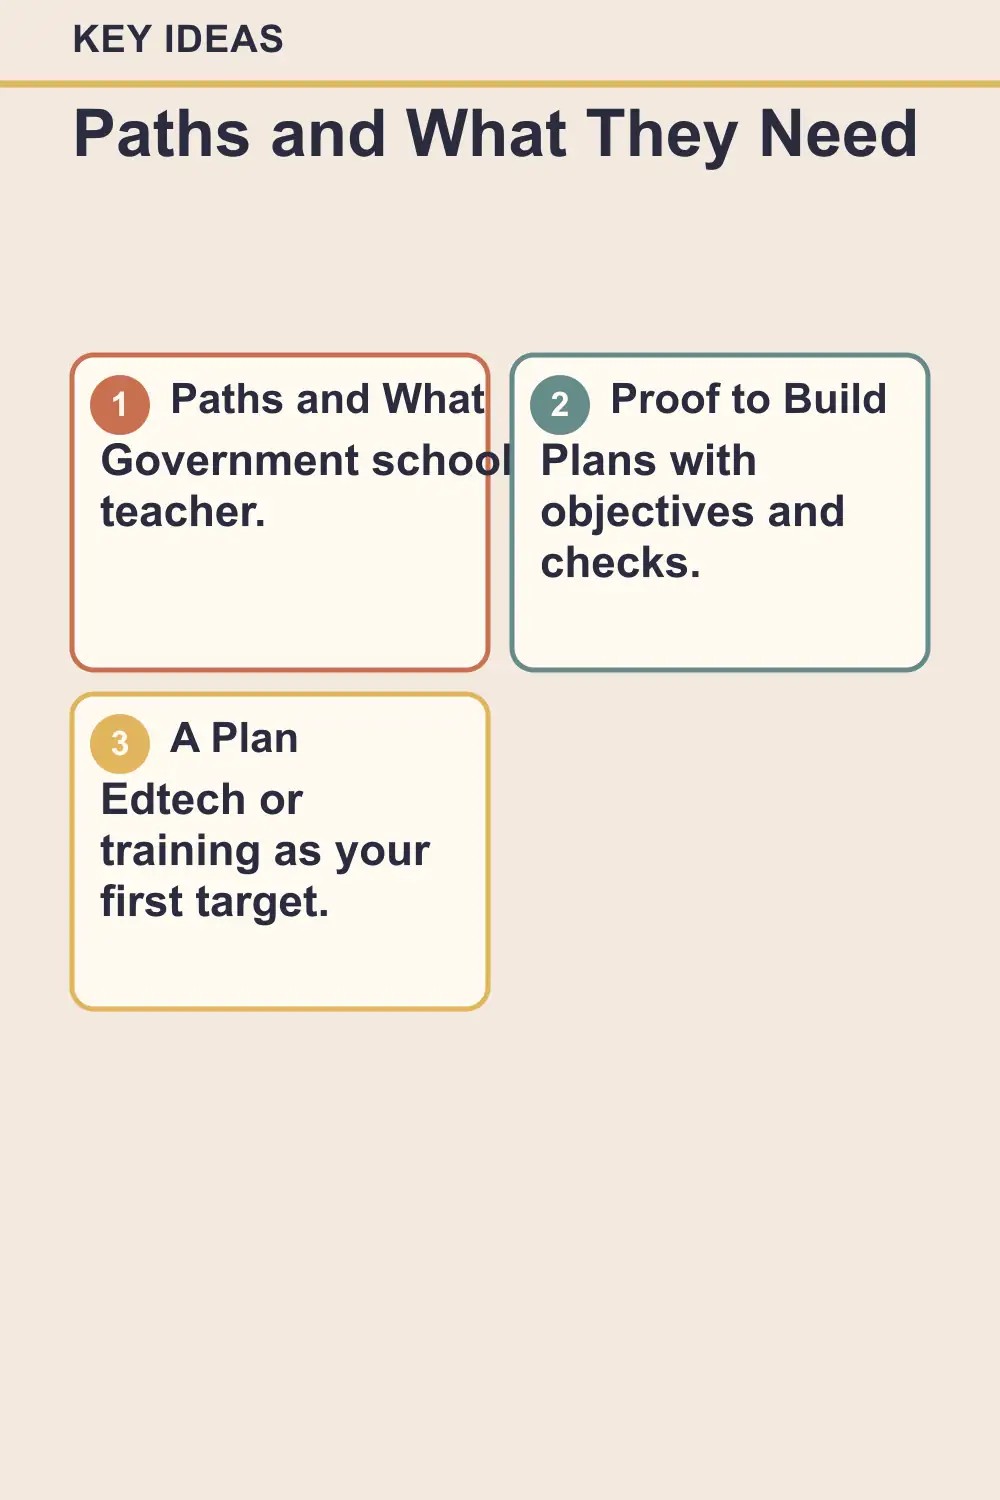 KEY IDEAS
Paths and What They Need
1 Paths and What
Government school
teacher.
2 Proof to Build
Plans with
objectives and
checks.
3 A Plan
Edtech or
training as your
first target.